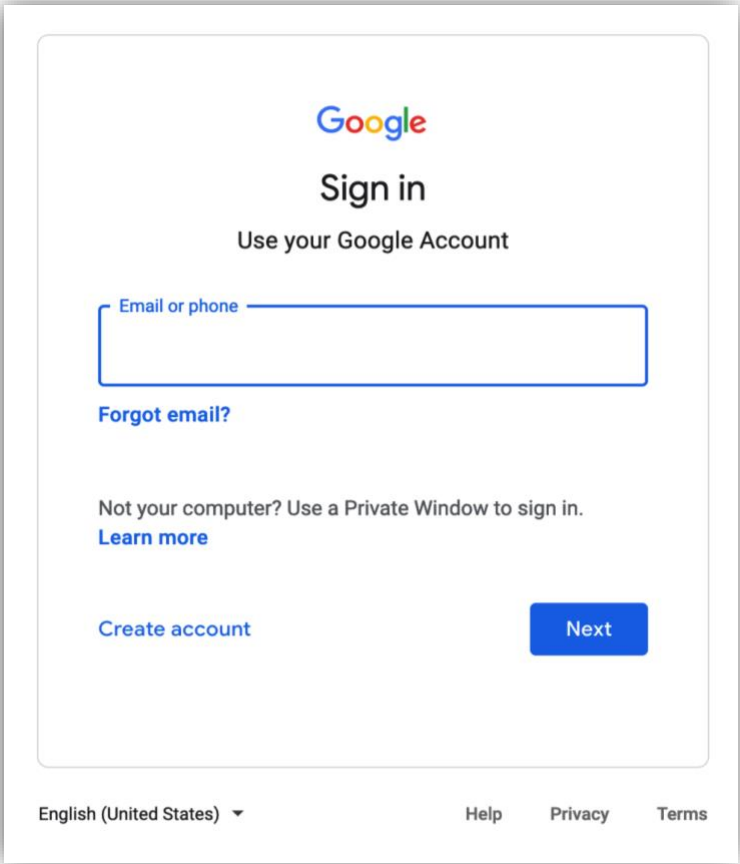 Google
Sign in
Use your Google Account
Email or phone
Forgot email?
Not your computer? Use a Private Window to sign in.
Learn more
Create account
Next
English (United States)
Help Privacy Terms